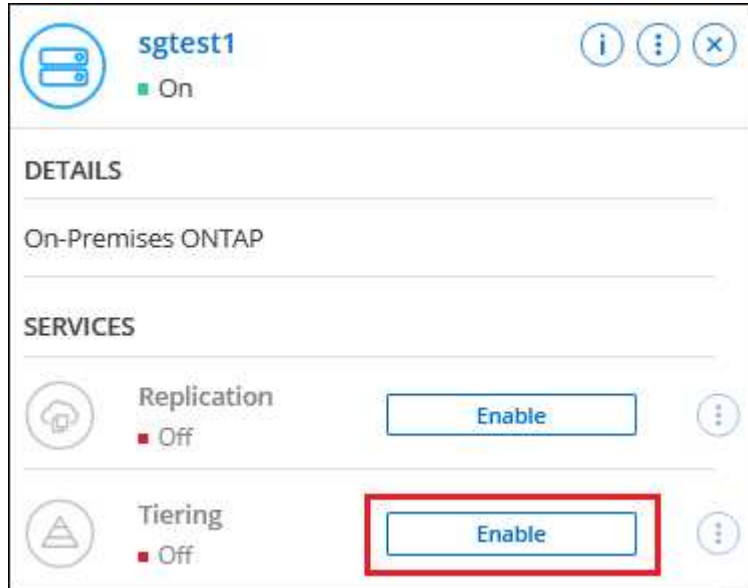 sgtest1
On
DETAILS
On-Premises ONTAP
SERVICES
Replication
Enable
Off
Tiering
Enable
Off